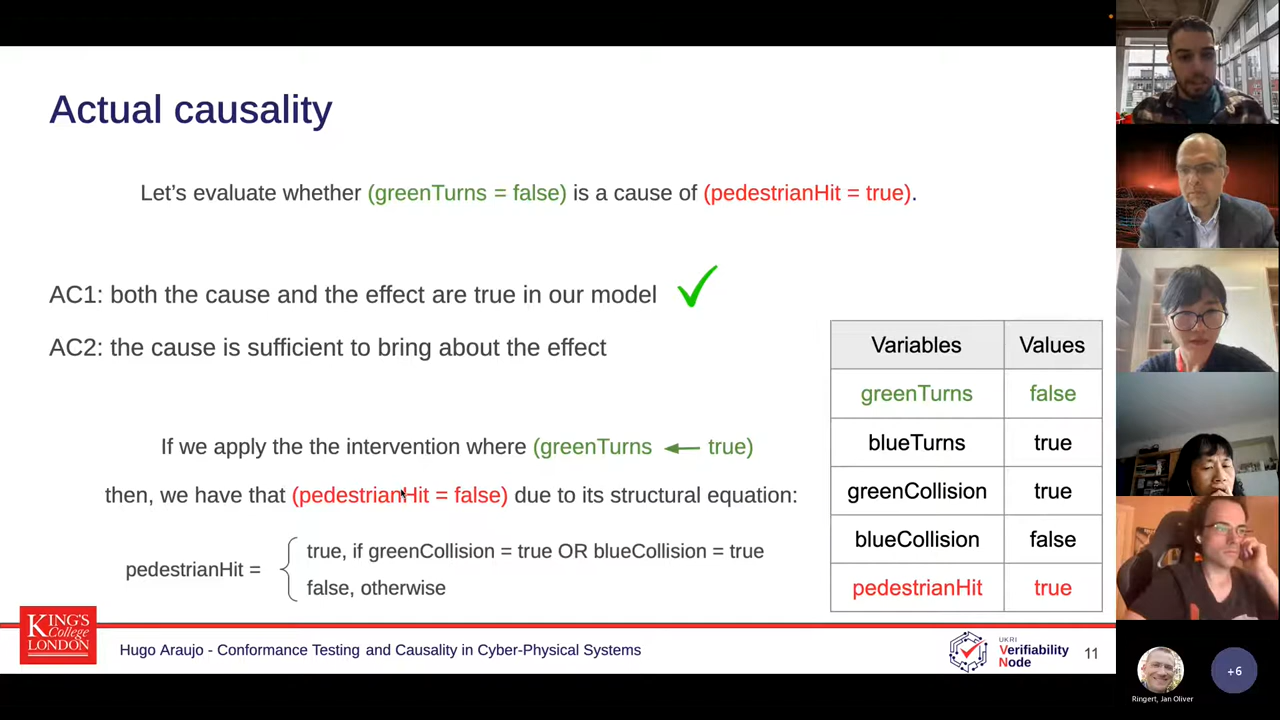 Actual causality
Let's evaluate whether (greenTurns = false) is a cause of (pedestrianHit = true).
AC1: both the cause and the effect are true in our model
AC2: the cause is sufficient to bring about the effect
If we apply the the intervention where (greenTurns ← true)
then, we have that (pedestrianHit = false) due to its structural equation:
pedestrianHit =
true, if greenCollision = true OR blueCollision = true
false, otherwise
Variables Values
greenTurns false
blueTurns true
greenCollision true
blueCollision false
pedestrianHit true
KING'S
College
LONDON
Hugo Araujo - Conformance Testing and Causality in Cyber-Physical Systems
UKRI
Verifiability
Node
11
+6
Ringert, Jan Oliver